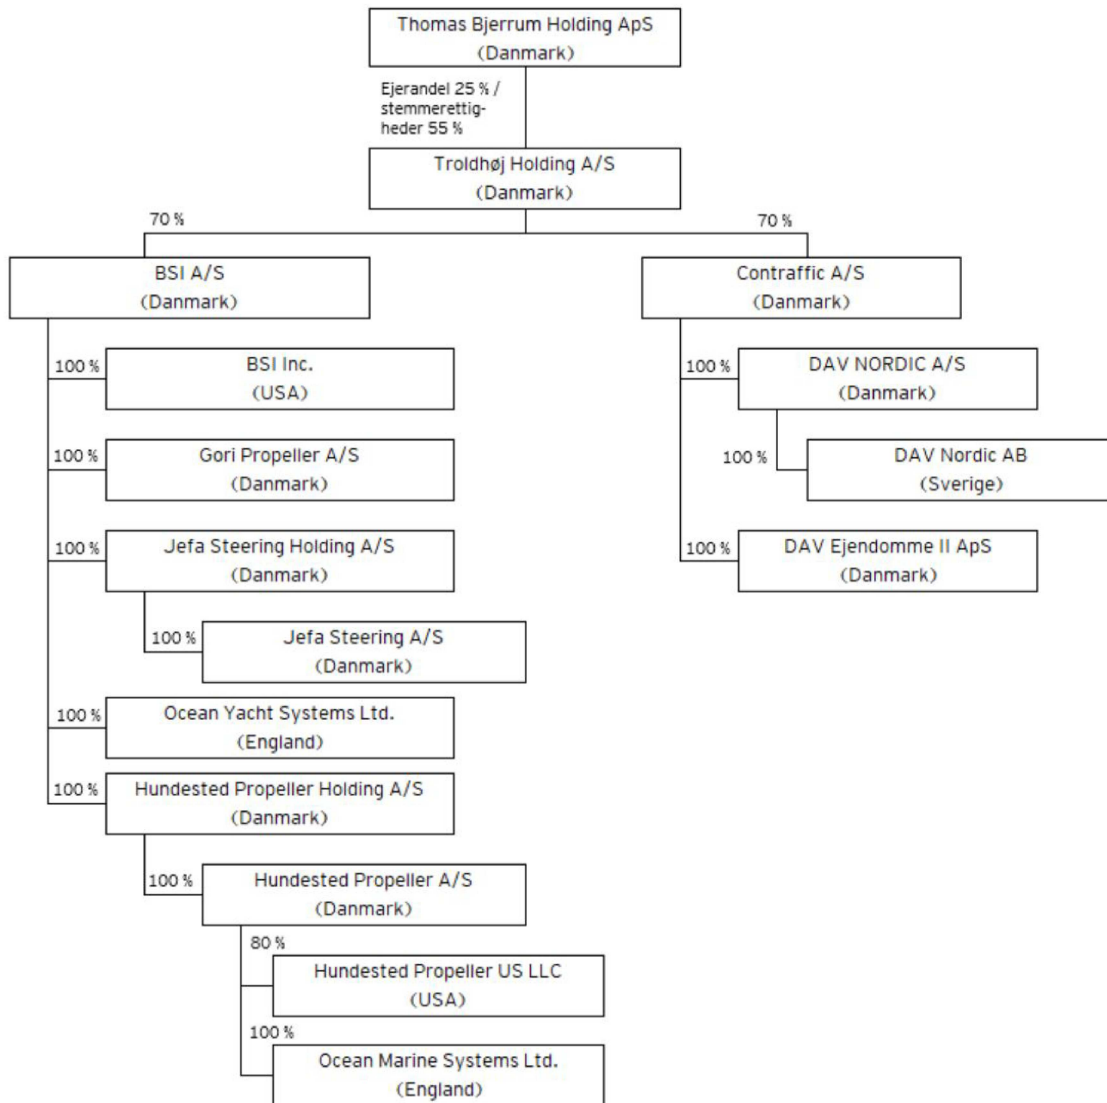 Thomas Bjerrum Holding ApS
(Danmark)
Ejerandel 25 % /
stemmerettig-
heder 55 %
Troldhøj Holding A/S
(Danmark)
70 %
70 %
BSI A/S
(Danmark)
Contraffic A/S
(Danmark)
100 %
BSI Inc.
(USA)
100 %
DAV NORDIC A/S
(Danmark)
100 %
Gori Propeller A/S
(Danmark)
100 %
DAV Nordic AB
(Sverige)
100 %
Jefa Steering Holding A/S
(Danmark)
100 %
DAV Ejendomme II ApS
(Danmark)
100 %
Jefa Steering A/S
(Danmark)
100 %
Ocean Yacht Systems Ltd.
(England)
100 %
Hundested Propeller Holding A/S
(Danmark)
100 %
Hundested Propeller A/S
(Danmark)
80 %
Hundested Propeller US LLC
(USA)
100 %
Ocean Marine Systems Ltd.
(England)